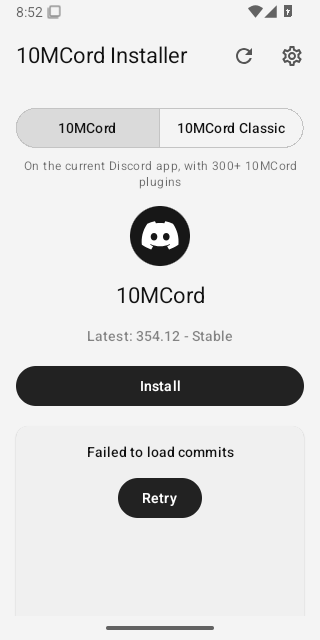 8:52
10MCord Installer
10MCord
10MCord Classic
On the current Discord app, with 300+ 10MCord
plugins
10MCord
Latest: 354.12 - Stable
Install
Failed to load commits
Retry